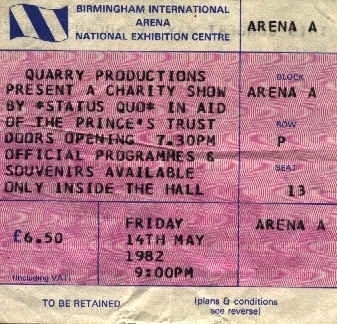 BIRMINGHAM INTERNATIONAL
ARENA
NATIONAL EXHIBITION CENTRE
ARENA A
QUARRY PRODUCTIONS
PRESENT A CHARITY SHOW
BY *STATUS QUO* IN AID
OF THE PRINCE'S TRUST
DOORS OPENING 7.30PM
OFFICIAL PROGRAMMES &
SOUVENIRS AVAILABLE
ONLY INSIDE THE HALL
BLOCK
ARENA A
ROW
P
SEAT
13
£6.50
(including VAT)
FRIDAY
14TH MAY
1982
9:00PM
ARENA A
TO BE RETAINED
(plans & conditions
see reverse)